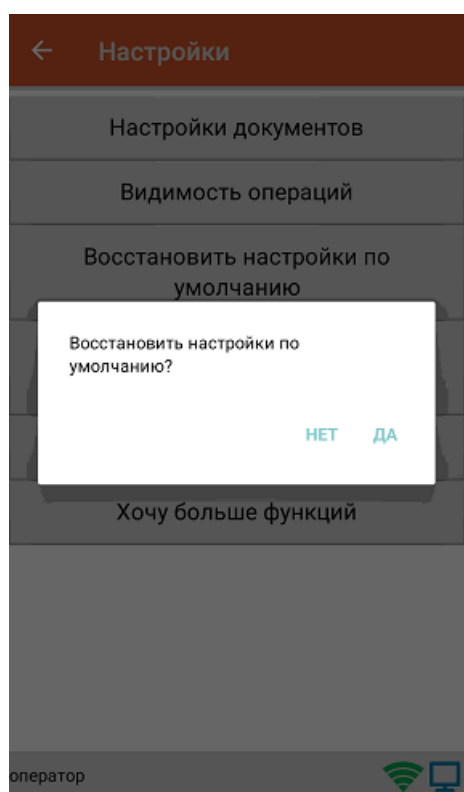 Настройки
Настройки документов
Видимость операций
Восстановить настройки по
умолчанию
Восстановить настройки по
умолчанию?
НЕТ ДА
Хочу больше функций
оператор